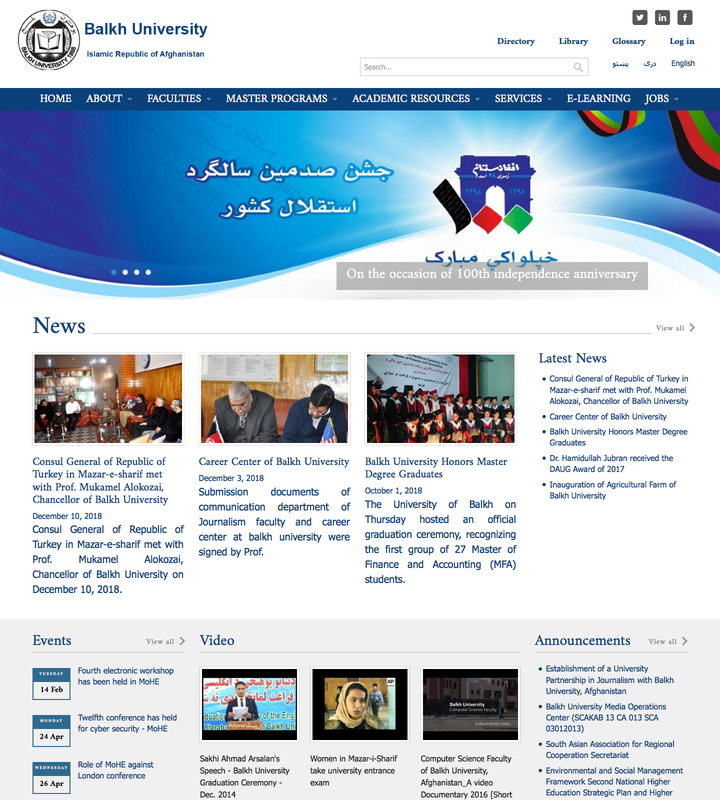 Balkh University
Islamic Republic of Afghanistan
BALKH UNIVERSITY 1986
Directory Library Glossary Log in
Search...
پښتو دری English
HOME ABOUT FACULTIES MASTER PROGRAMS ACADEMIC RESOURCES SERVICES E-LEARNING JOBS
جشن صدمین سالگرد
استقلال کشور
افغانستان
۱۲۹۸ ۱۳۹۸
خپلواکي مبارک
On the occasion of 100th independence anniversary
News
View all
Consul General of Republic of
Turkey in Mazar-e-sharif met
with Prof. Mukamel Alokozai,
Chancellor of Balkh University
December 10, 2018
Consul General of Republic of
Turkey in Mazar-e-sharif met with
Prof. Mukamel Alokozai,
Chancellor of Balkh University on
December 10, 2018.
Career Center of Balkh University
December 3, 2018
Submission documents of
communication department of
Journalism faculty and career
center at balkh university were
signed by Prof.
Balkh University Honors Master
Degree Graduates
October 1, 2018
The University of Balkh on
Thursday hosted an official
graduation ceremony, recognizing
the first group of 27 Master of
Finance and Accounting (MFA)
students.
Latest News
Consul General of Republic of Turkey in
Mazar-e-sharif met with Prof. Mukamel
Alokozai, Chancellor of Balkh University
Career Center of Balkh University
Balkh University Honors Master Degree
Graduates
Dr. Hamidullah Jubran received the
DAUG Award of 2017
Inauguration of Agricultural Farm of
Balkh University
Events
View all
TUESDAY
14 Feb
Fourth electronic workshop
has been held in MoHE
MONDAY
24 Apr
Twelfth conference has held
for cyber security - MoHE
WEDNESDAY
26 Apr
Role of MoHE against
London conference
Video
Sakhi Ahmad Arsalan's
Speech - Balkh University
Graduation Ceremony -
Dec. 2014
AP
Women in Mazar-i-Sharif
take university entrance
exam
Balkh University
Computer Science Faculty
Computer Science Faculty
of Balkh University,
Afghanistan_A video
Documentary 2016 [Short
Announcements
View all
Establishment of a University
Partnership in Journalism with Balkh
University, Afghanistan
Balkh University Media Operations
Center (SCAKAB 13 CA 013 SCA
03012013)
South Asian Association for Regional
Cooperation Secretariat
Environmental and Social Management
Framework Second National Higher
Education Strategic Plan and Higher